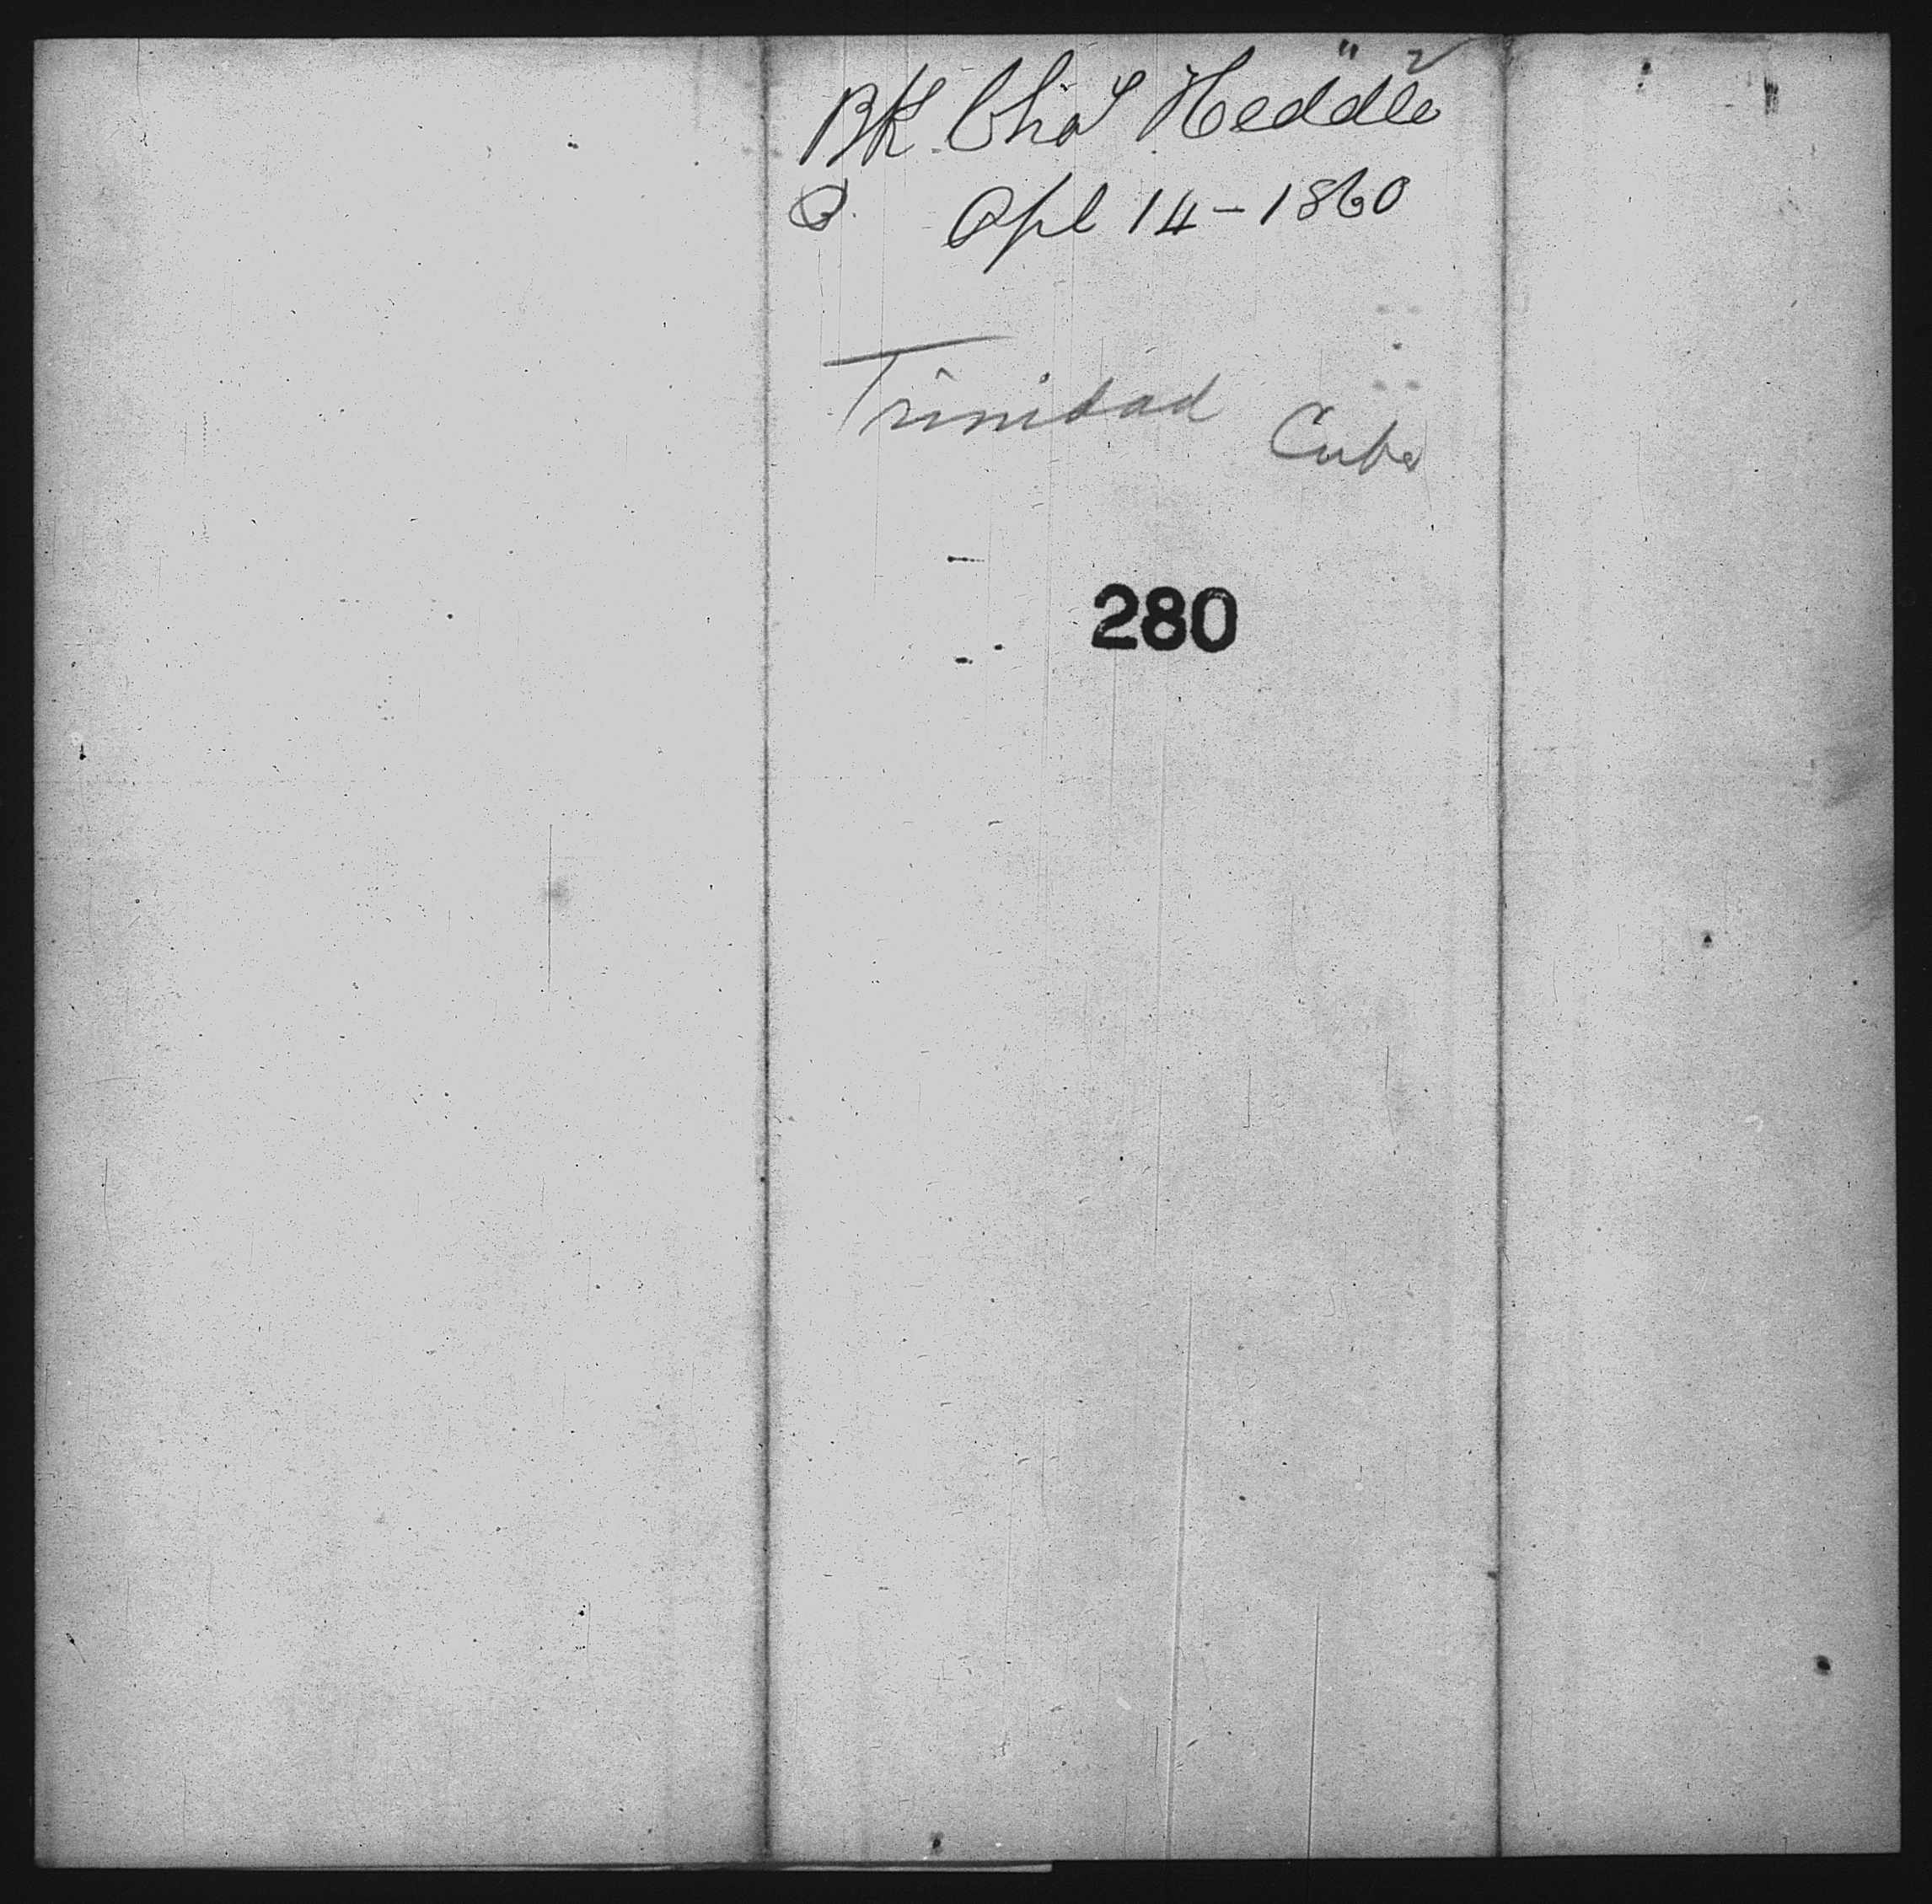 BK Chas Heddle
Apl 14 - 1860
Trinidad Cuba
280